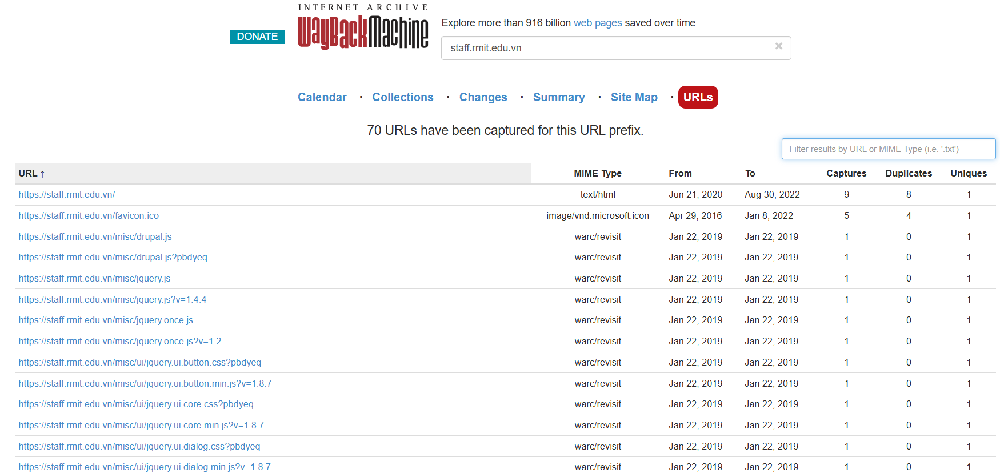 INTERNET ARCHIVE
DONATE
WayBackMachine
Explore more than 916 billion web pages saved over time
staff.rmit.edu.vn ×
Calendar · Collections · Changes · Summary · Site Map · URLs
70 URLs have been captured for this URL prefix.
Filter results by URL or MIME Type (i.e. '.txt')
URL ↑ MIME Type From To Captures Duplicates Uniques
https://staff.rmit.edu.vn/ text/html Jun 21, 2020 Aug 30, 2022 9 8 1
https://staff.rmit.edu.vn/favicon.ico image/vnd.microsoft.icon Apr 29, 2016 Jan 8, 2022 5 4 1
https://staff.rmit.edu.vn/misc/drupal.js warc/revisit Jan 22, 2019 Jan 22, 2019 1 0 1
https://staff.rmit.edu.vn/misc/drupal.js?pbdyeq warc/revisit Jan 22, 2019 Jan 22, 2019 1 0 1
https://staff.rmit.edu.vn/misc/jquery.js warc/revisit Jan 22, 2019 Jan 22, 2019 1 0 1
https://staff.rmit.edu.vn/misc/jquery.js?v=1.4.4 warc/revisit Jan 22, 2019 Jan 22, 2019 1 0 1
https://staff.rmit.edu.vn/misc/jquery.once.js warc/revisit Jan 22, 2019 Jan 22, 2019 1 0 1
https://staff.rmit.edu.vn/misc/jquery.once.js?v=1.2 warc/revisit Jan 22, 2019 Jan 22, 2019 1 0 1
https://staff.rmit.edu.vn/misc/ui/jquery.ui.button.css?pbdyeq warc/revisit Jan 22, 2019 Jan 22, 2019 1 0 1
https://staff.rmit.edu.vn/misc/ui/jquery.ui.button.min.js?v=1.8.7 warc/revisit Jan 22, 2019 Jan 22, 2019 1 0 1
https://staff.rmit.edu.vn/misc/ui/jquery.ui.core.css?pbdyeq warc/revisit Jan 22, 2019 Jan 22, 2019 1 0 1
https://staff.rmit.edu.vn/misc/ui/jquery.ui.core.min.js?v=1.8.7 warc/revisit Jan 22, 2019 Jan 22, 2019 1 0 1
https://staff.rmit.edu.vn/misc/ui/jquery.ui.dialog.css?pbdyeq warc/revisit Jan 22, 2019 Jan 22, 2019 1 0 1
https://staff.rmit.edu.vn/misc/ui/jquery.ui.dialog.min.js?v=1.8.7 warc/revisit Jan 22, 2019 Jan 22, 2019 1 0 1